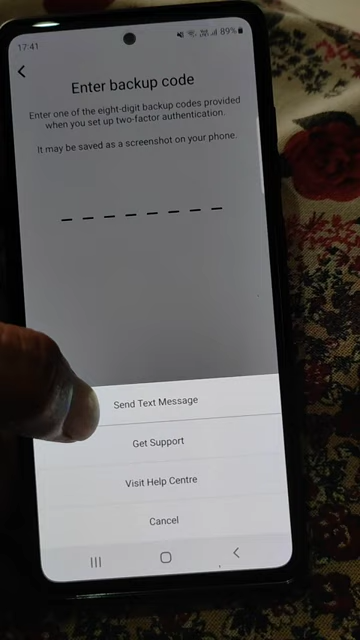 17:41
89%
Enter backup code
Enter one of the eight-digit backup codes provided
when you set up two-factor authentication.
It may be saved as a screenshot on your phone.
Send Text Message
Get Support
Visit Help Centre
Cancel